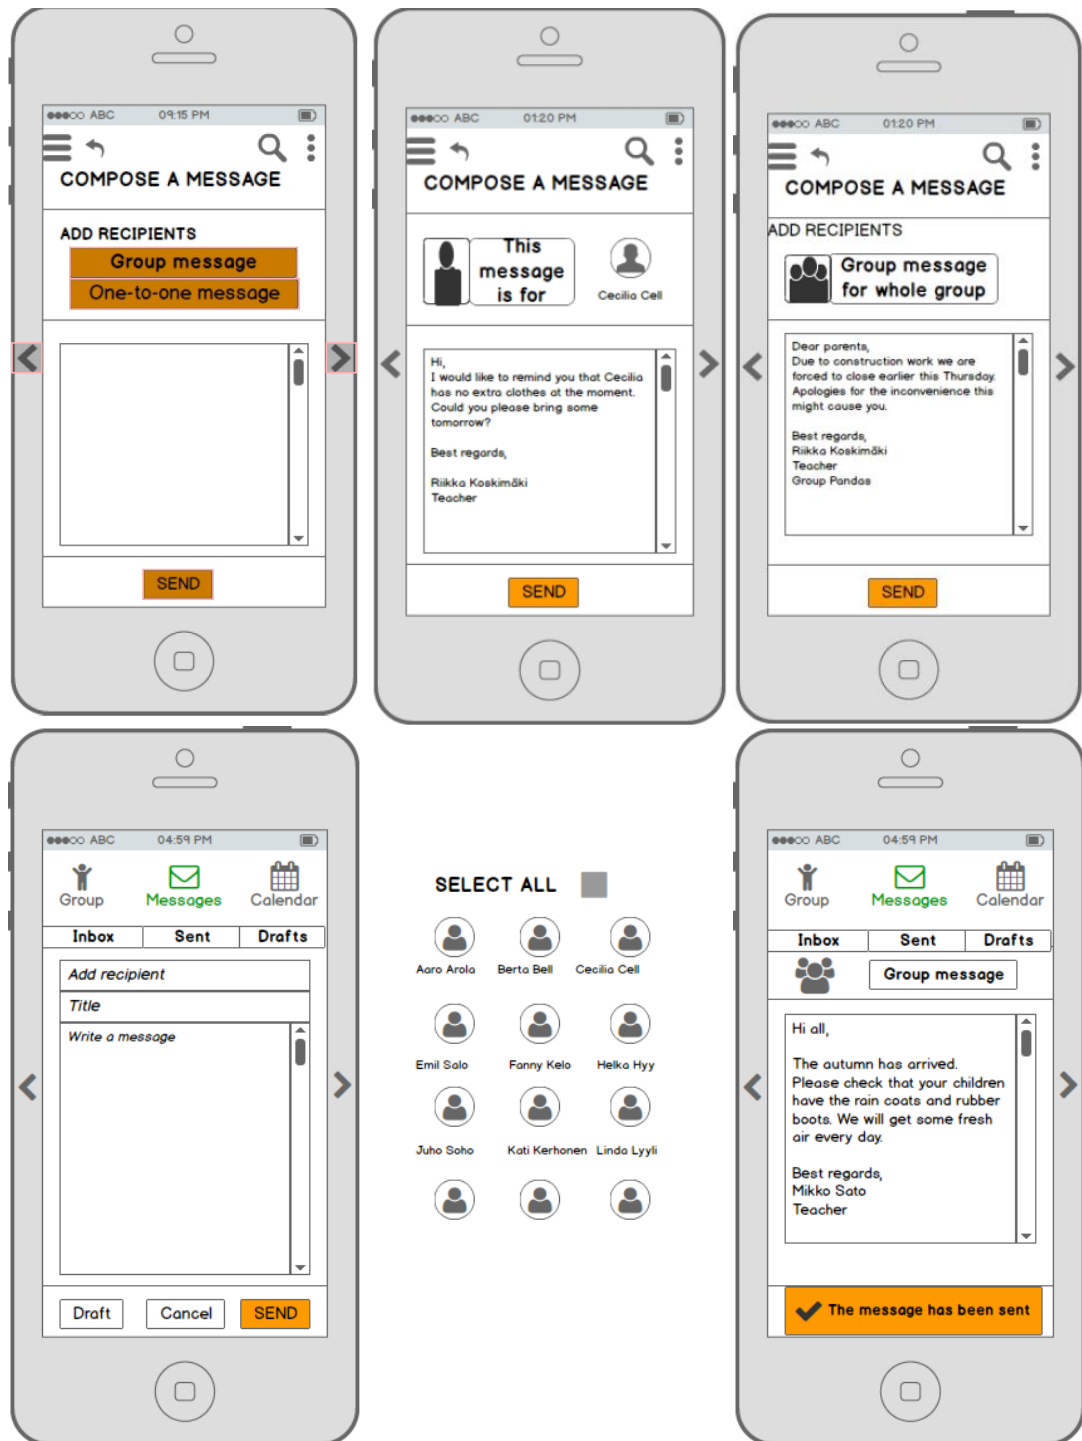 ABC 09:15 PM
COMPOSE A MESSAGE
ADD RECIPIENTS
Group message
One-to-one message
SEND
ABC 01:20 PM
COMPOSE A MESSAGE
This
message
is for
Cecilia Cell
Hi,
I would like to remind you that Cecilia
has no extra clothes at the moment.
Could you please bring some
tomorrow?
Best regards,
Riikka Koskimäki
Teacher
SEND
ABC 01:20 PM
COMPOSE A MESSAGE
ADD RECIPIENTS
Group message
for whole group
Dear parents,
Due to construction work we are
forced to close earlier this Thursday.
Apologies for the inconvenience this
might cause you.
Best regards,
Riikka Koskimäki
Teacher
Group Pandas
SEND
ABC 04:59 PM
Group Messages Calendar
Inbox Sent Drafts
Add recipient
Title
Write a message
Draft Cancel SEND
SELECT ALL
Aaro Arola Berta Bell Cecilia Cell
Emil Salo Fanny Kelo Helka Hyy
Juho Soho Kati Kerhonen Linda Lyyli
ABC 04:59 PM
Group Messages Calendar
Inbox Sent Drafts
Group message
Hi all,
The autumn has arrived.
Please check that your children
have the rain coats and rubber
boots. We will get some fresh
air every day.
Best regards,
Mikko Sato
Teacher
The message has been sent